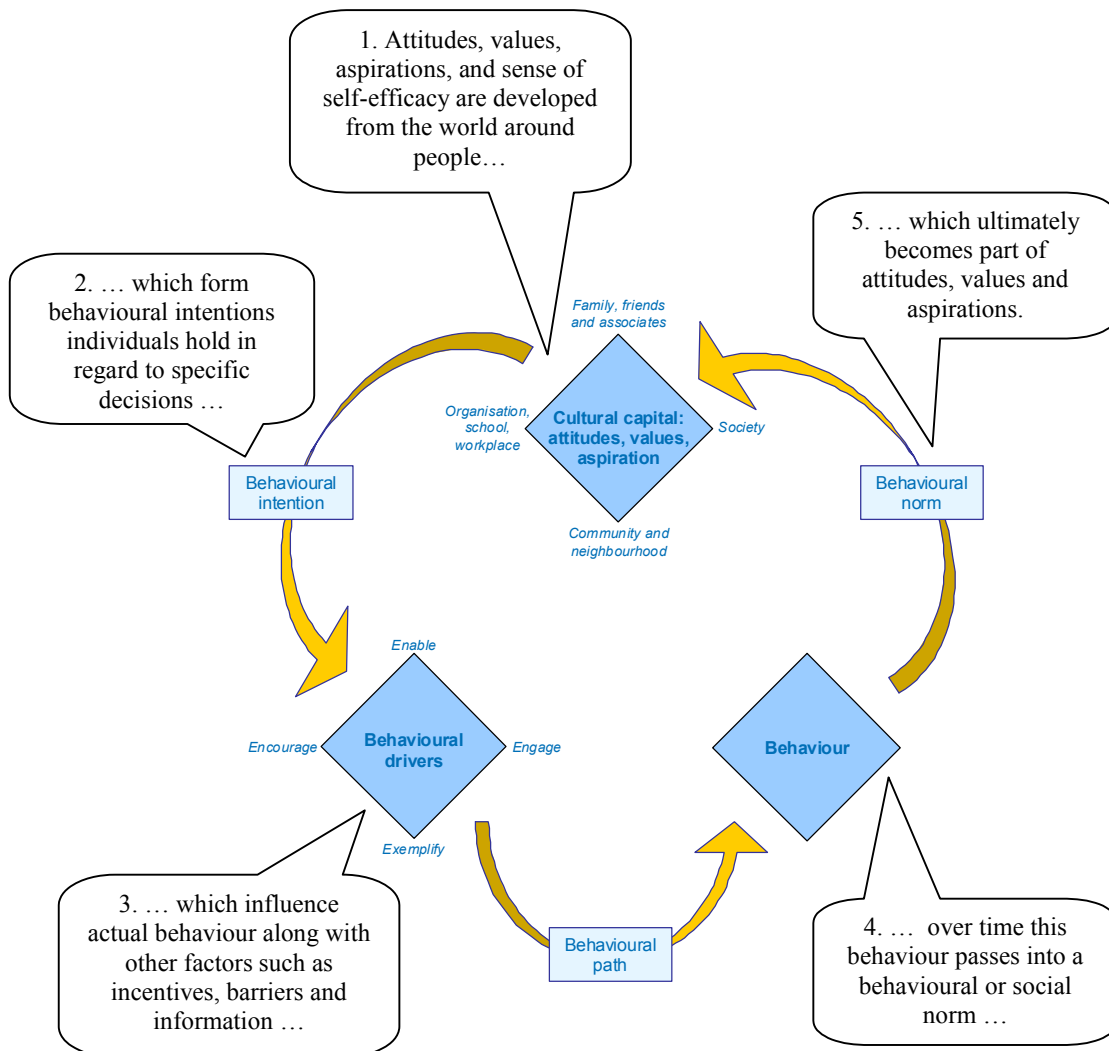 1. Attitudes, values,
aspirations, and sense of
self-efficacy are developed
from the world around
people…
2. … which form
behavioural intentions
individuals hold in
regard to specific
decisions …
5. … which ultimately
becomes part of
attitudes, values and
aspirations.
Family, friends
and associates
Organisation,
school,
workplace
Cultural capital:
attitudes, values,
aspiration
Society
Community and
neighbourhood
Behavioural
intention
Behavioural
norm
Enable
Encourage
Behavioural
drivers
Engage
Exemplify
Behaviour
3. … which influence
actual behaviour along with
other factors such as
incentives, barriers and
information …
Behavioural
path
4. … over time this
behaviour passes into a
behavioural or social
norm …